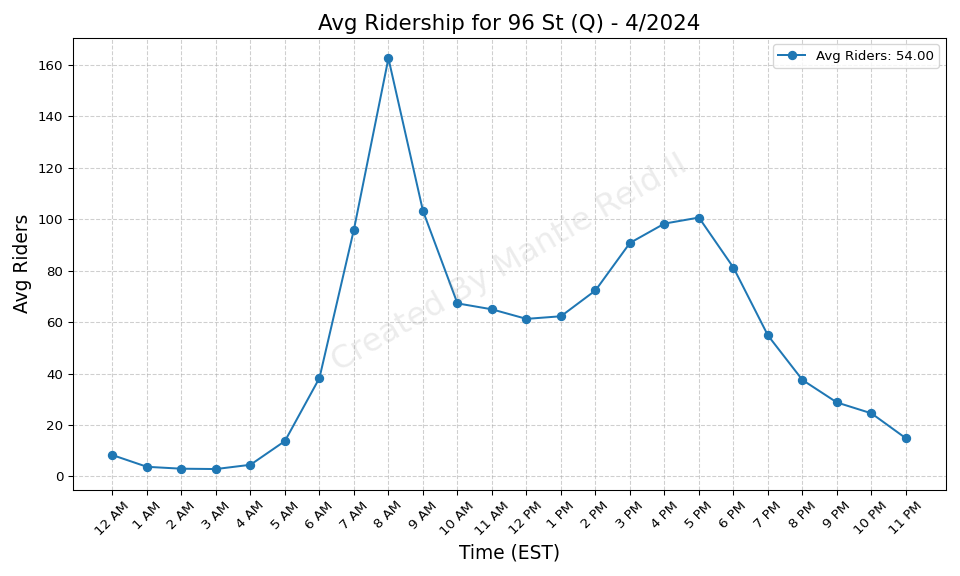 Avg Ridership for 96 St (Q) - 4/2024
Avg Riders: 54.00
Avg Riders
160
140
120
100
80
60
40
20
0
Created By Mantie Reid II
12 AM
1 AM
2 AM
3 AM
4 AM
5 AM
6 AM
7 AM
8 AM
9 AM
10 AM
11 AM
12 PM
1 PM
2 PM
3 PM
4 PM
5 PM
6 PM
7 PM
8 PM
9 PM
10 PM
11 PM
Time (EST)